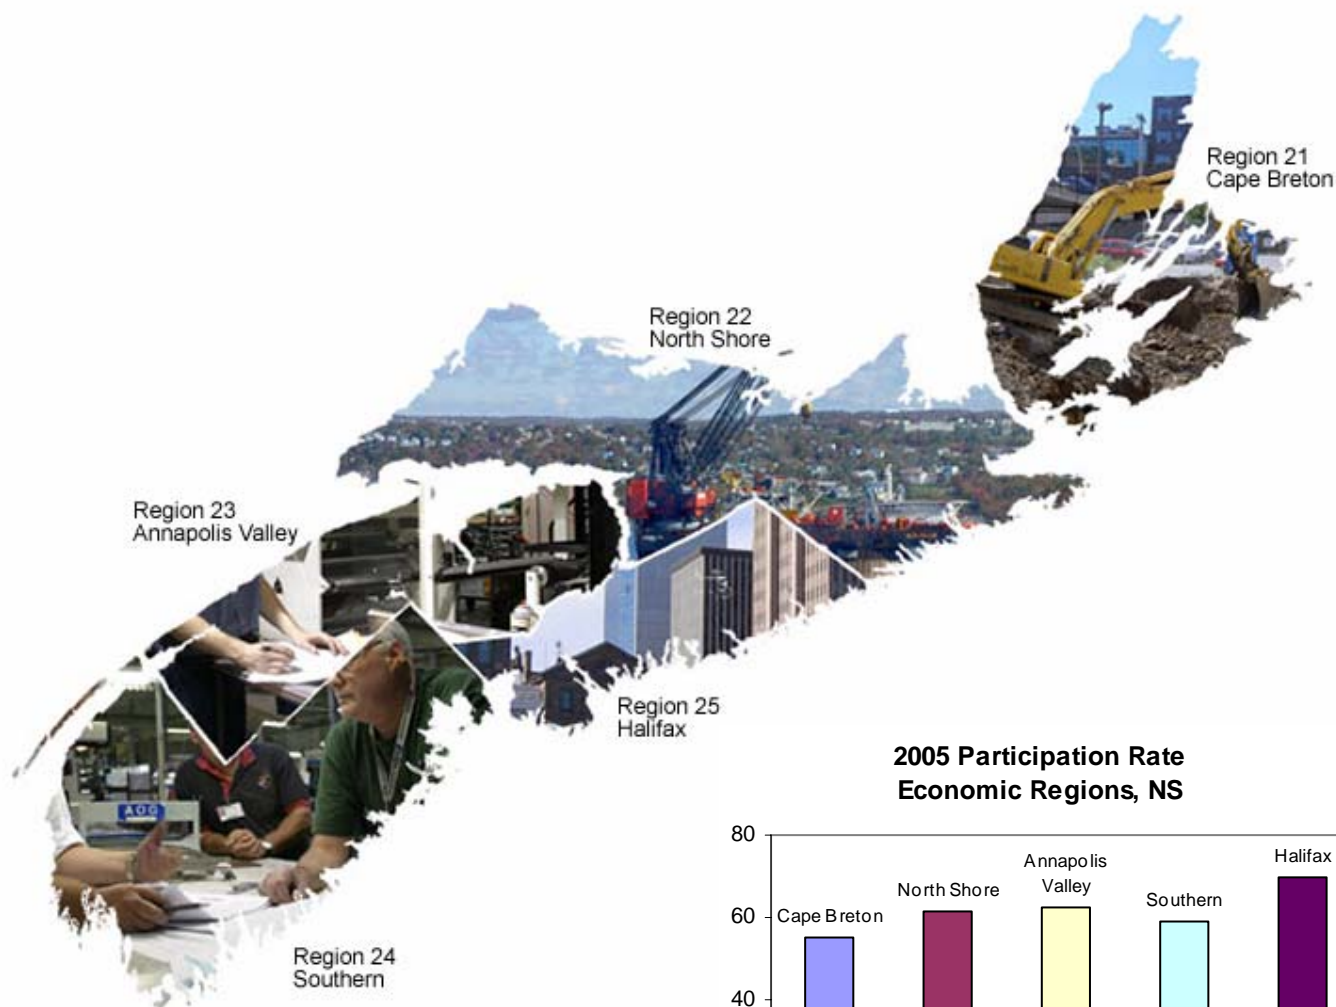 Region 21
Cape Breton
Region 22
North Shore
Region 23
Annapolis Valley
AOG
Region 25
Halifax
Region 24
Southern
2005 Participation Rate
Economic Regions, NS
80
60
40
Cape Breton
North Shore
Annapolis
Valley
Southern
Halifax